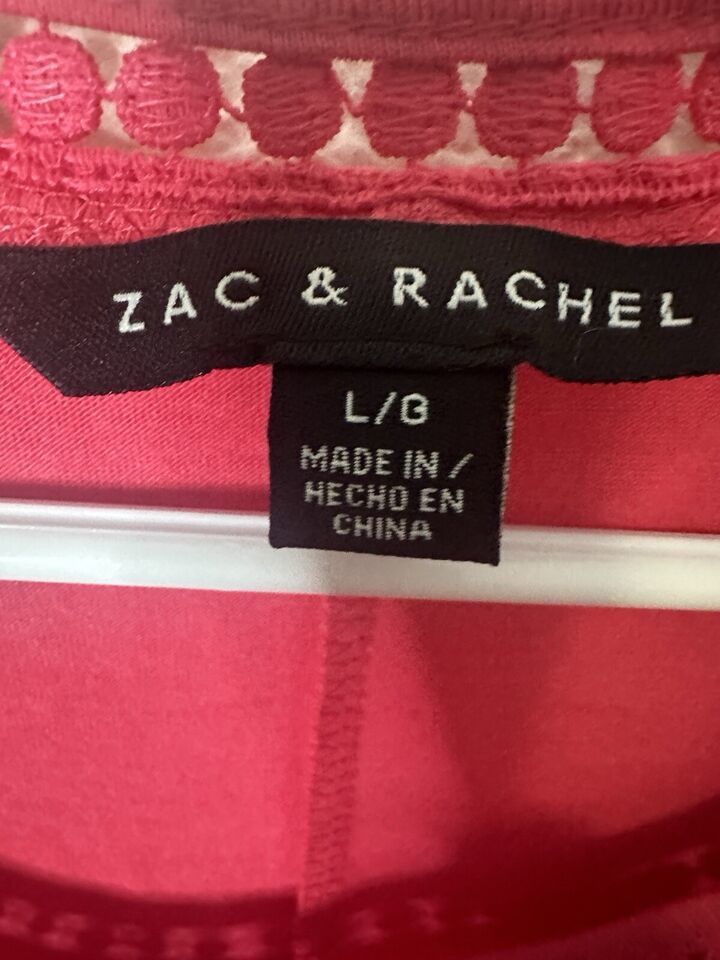 ZAC & RACHEL
L/G
MADE IN /
HECHO EN
CHINA